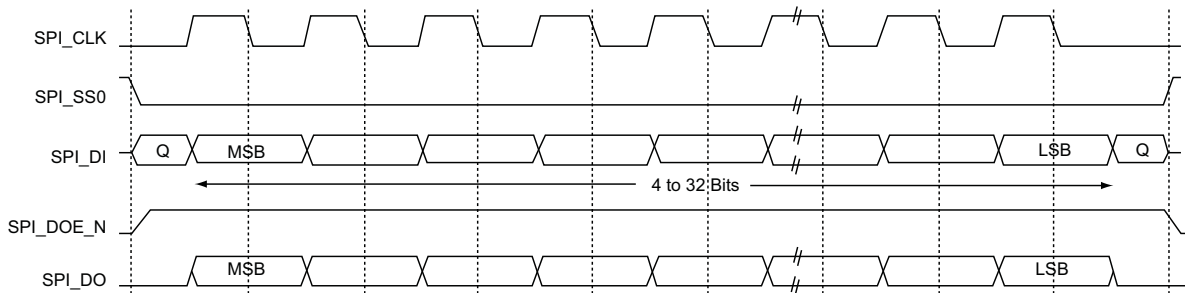 SPI_CLK
SPI_SS0
SPI_DI Q MSB LSB Q
4 to 32 Bits
SPI_DOE_N
SPI_DO MSB LSB